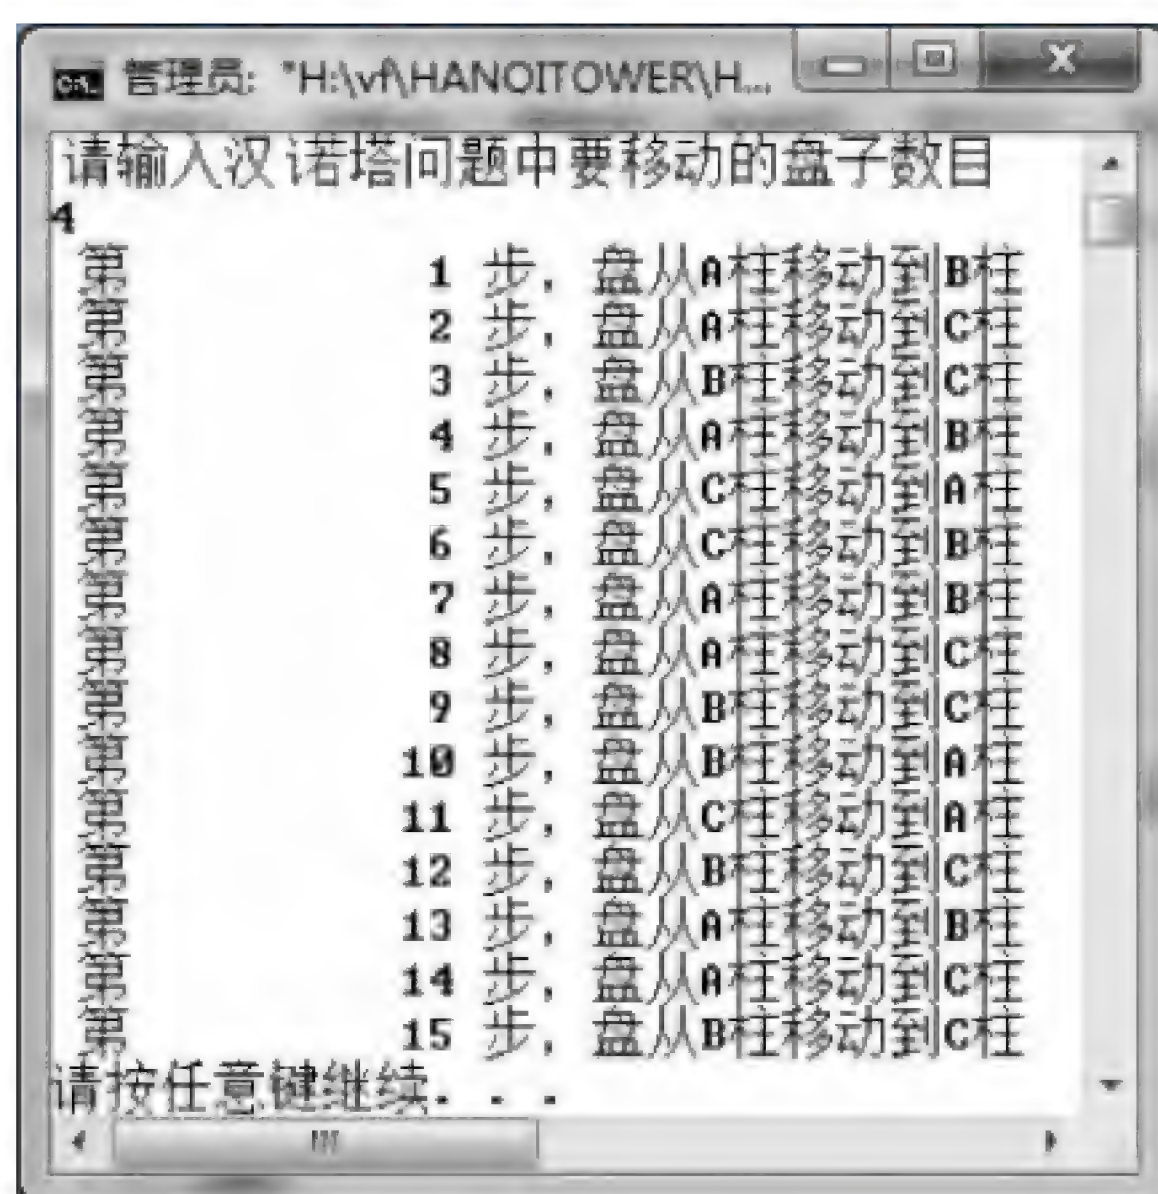 管理员: "H:\vf\HANOITOWER\H...
请输入汉诺塔问题中要移动的盘子数目
4
第 1 步, 盘从A柱移动到B柱
第 2 步, 盘从A柱移动到C柱
第 3 步, 盘从B柱移动到C柱
第 4 步, 盘从A柱移动到B柱
第 5 步, 盘从C柱移动到A柱
第 6 步, 盘从C柱移动到B柱
第 7 步, 盘从A柱移动到B柱
第 8 步, 盘从A柱移动到C柱
第 9 步, 盘从B柱移动到C柱
第 10 步, 盘从B柱移动到A柱
第 11 步, 盘从C柱移动到A柱
第 12 步, 盘从B柱移动到C柱
第 13 步, 盘从A柱移动到B柱
第 14 步, 盘从A柱移动到C柱
第 15 步, 盘从B柱移动到C柱
请按任意键继续. . .